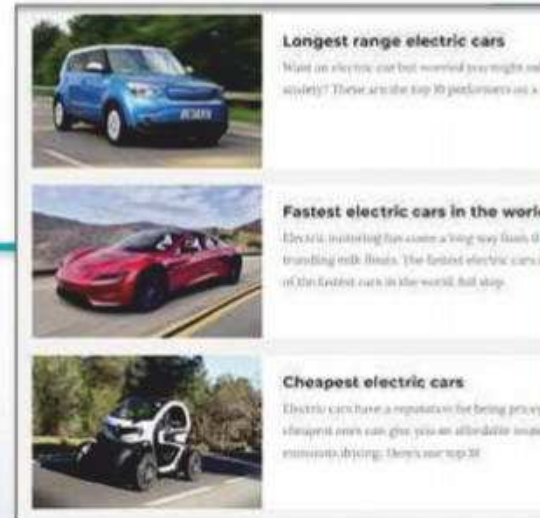 Longest range electric cars
Want an electric car but worried you might
anxiety? These are the top 10 performers on a
Fastest electric cars in the world
Electric motoring has come a long way from
trundling milk floats. The fastest electric cars
of the fastest cars in the world, full stop.
Cheapest electric cars
Electric cars have a reputation for being pricey
cheapest ones can give you an affordable
emissions driving. Here's our top 10